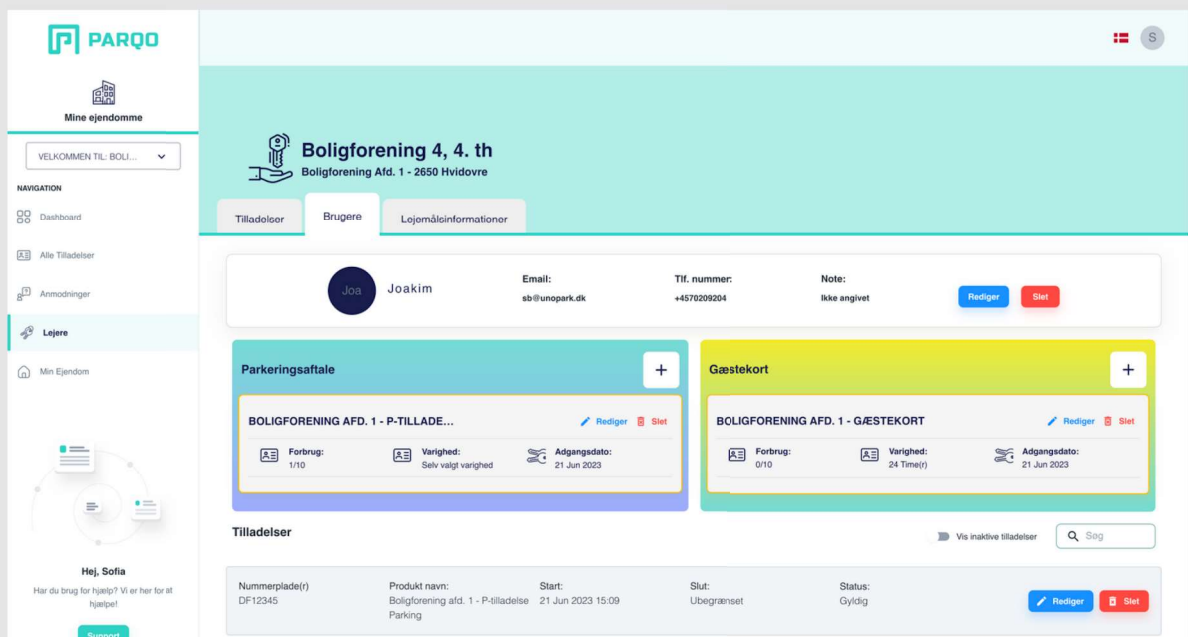 PARQO
S
Mine ejendomme
VELKOMMEN TIL: BOLI...
NAVIGATION
Dashboard
Alle Tilladelser
Anmodninger
Lejere
Min Ejendom
Hej, Sofia
Har du brug for hjælp? Vi er her for at
hjælpe!
Support
Boligforening 4, 4. th
Boligforening Afd. 1 - 2650 Hvidovre
Tilladelser Brugere Lejemålsinformationer
Joa Joakim
Email: Tlf. nummer: Note:
sb@unopark.dk +4570209204 Ikke angivet
Rediger Slet
Parkeringsaftale +
BOLIGFORENING AFD. 1 - P-TILLADE... Rediger Slet
Forbrug: Varighed: Adgangsdato:
1/10 Selv valgt varighed 21 Jun 2023
Gæstekort +
BOLIGFORENING AFD. 1 - GÆSTEKORT Rediger Slet
Forbrug: Varighed: Adgangsdato:
0/10 24 Time(r) 21 Jun 2023
Tilladelser Vis inaktive tilladelser Søg
Nummerplade(r) Produkt navn: Start: Slut: Status:
DF12345 Boligforening afd. 1 - P-tilladelse 21 Jun 2023 15:09 Ubegrænset Gyldig
Parking
Rediger Slet